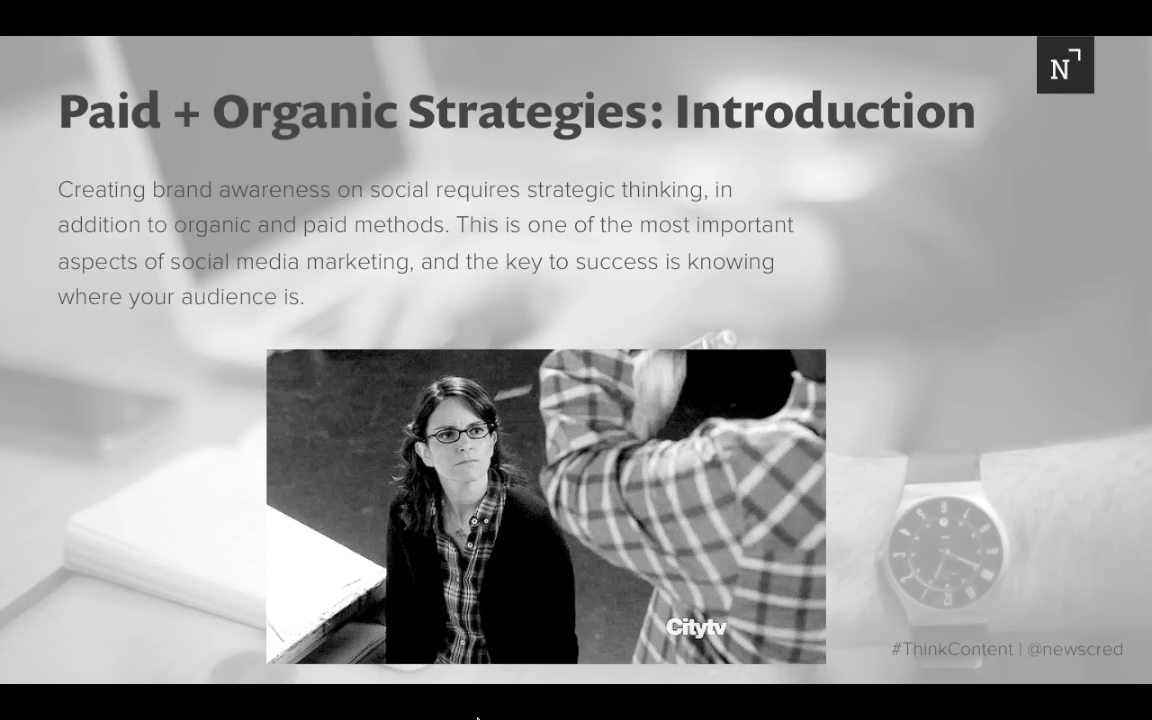 N
Paid + Organic Strategies: Introduction
Creating brand awareness on social requires strategic thinking, in
addition to organic and paid methods. This is one of the most important
aspects of social media marketing, and the key to success is knowing
where your audience is.
Citytv
#ThinkContent | @newscred